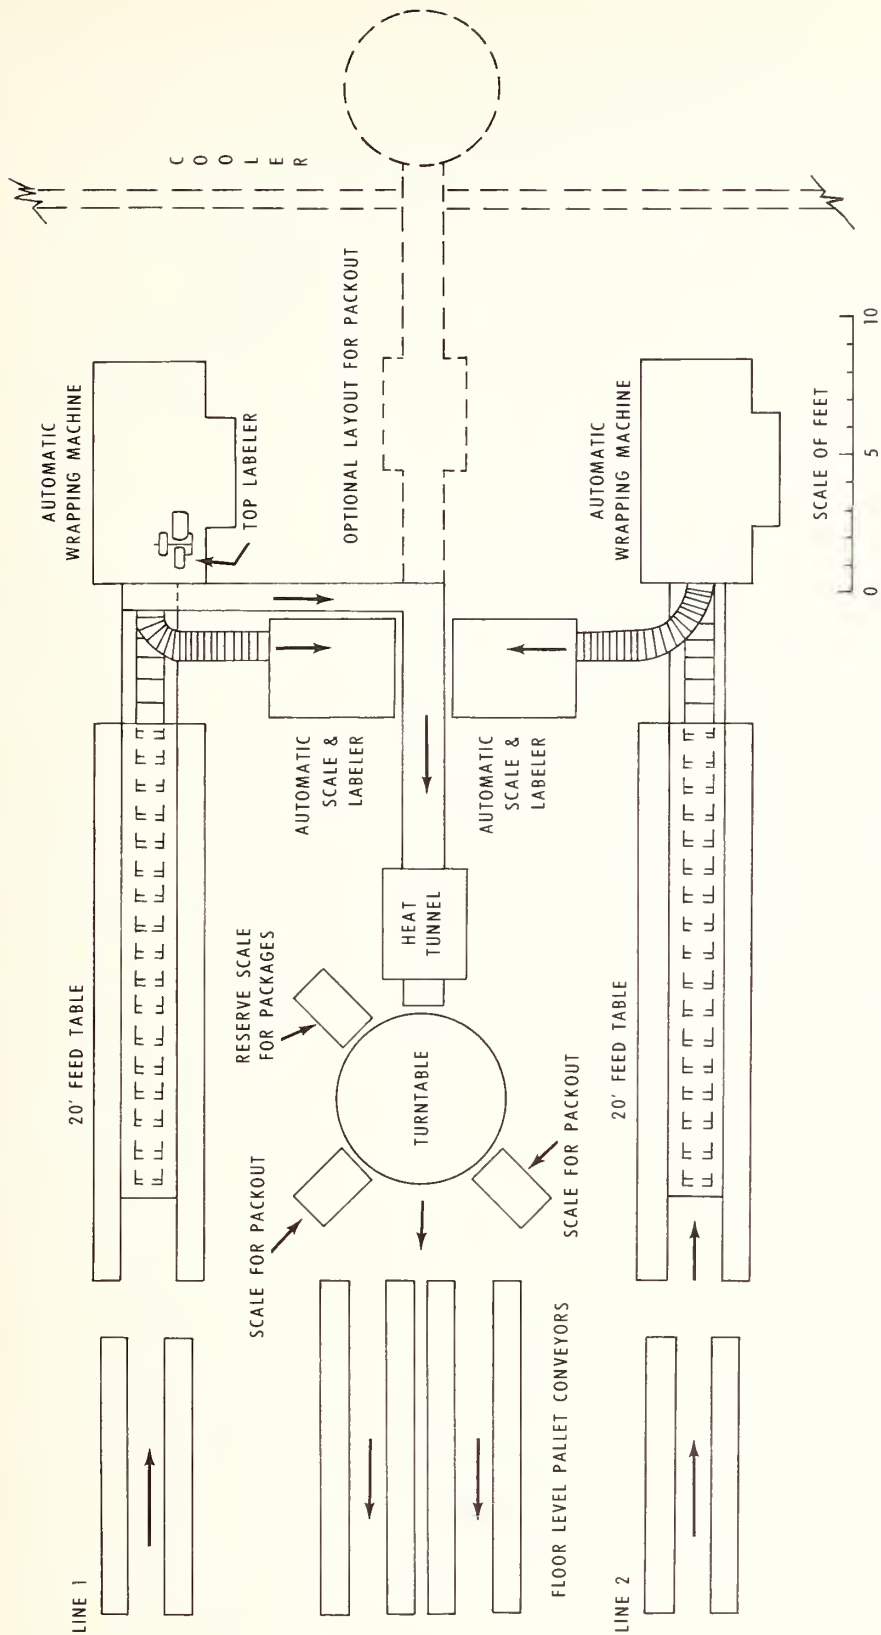 LINE 1
20' FEED TABLE
AUTOMATIC
WRAPPING MACHINE
TOP LABELER
COOLER
SCALE FOR PACKOUT
RESERVE SCALE
FOR PACKAGES
AUTOMATIC
SCALE &
LABELER
OPTIONAL LAYOUT FOR PACKOUT
TURNTABLE
HEAT
TUNNEL
AUTOMATIC
SCALE &
LABELER
FLOOR LEVEL PALLET CONVEYORS
SCALE FOR PACKOUT
LINE 2
20' FEED TABLE
AUTOMATIC
WRAPPING MACHINE
SCALE OF FEET
0 5 10